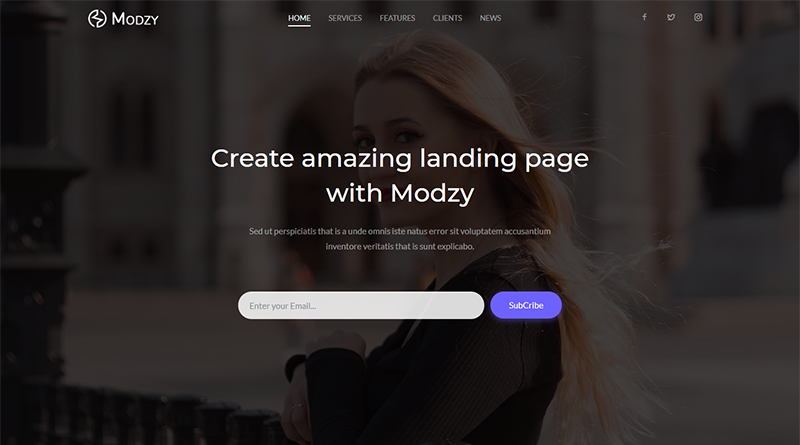 MODZY
HOME SERVICES FEATURES CLIENTS NEWS
Create amazing landing page
with Modzy
Sed ut perspiciatis that is a unde omnis iste natus error sit voluptatem accusantium
inventore veritatis that is sunt explicabo.
Enter your Email... SubCribe